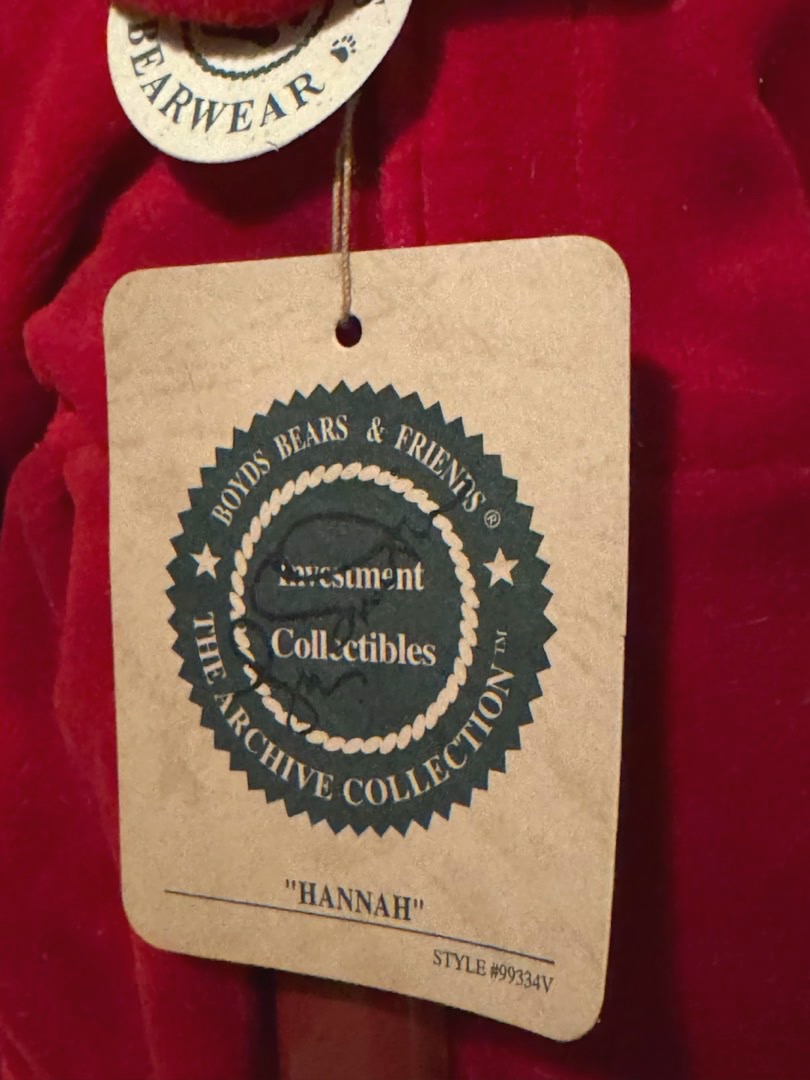 BEARWEAR
BOYDS BEARS & FRIENDS®
Investment
Collectibles
THE ARCHIVE COLLECTION™
"HANNAH"
STYLE #99334V